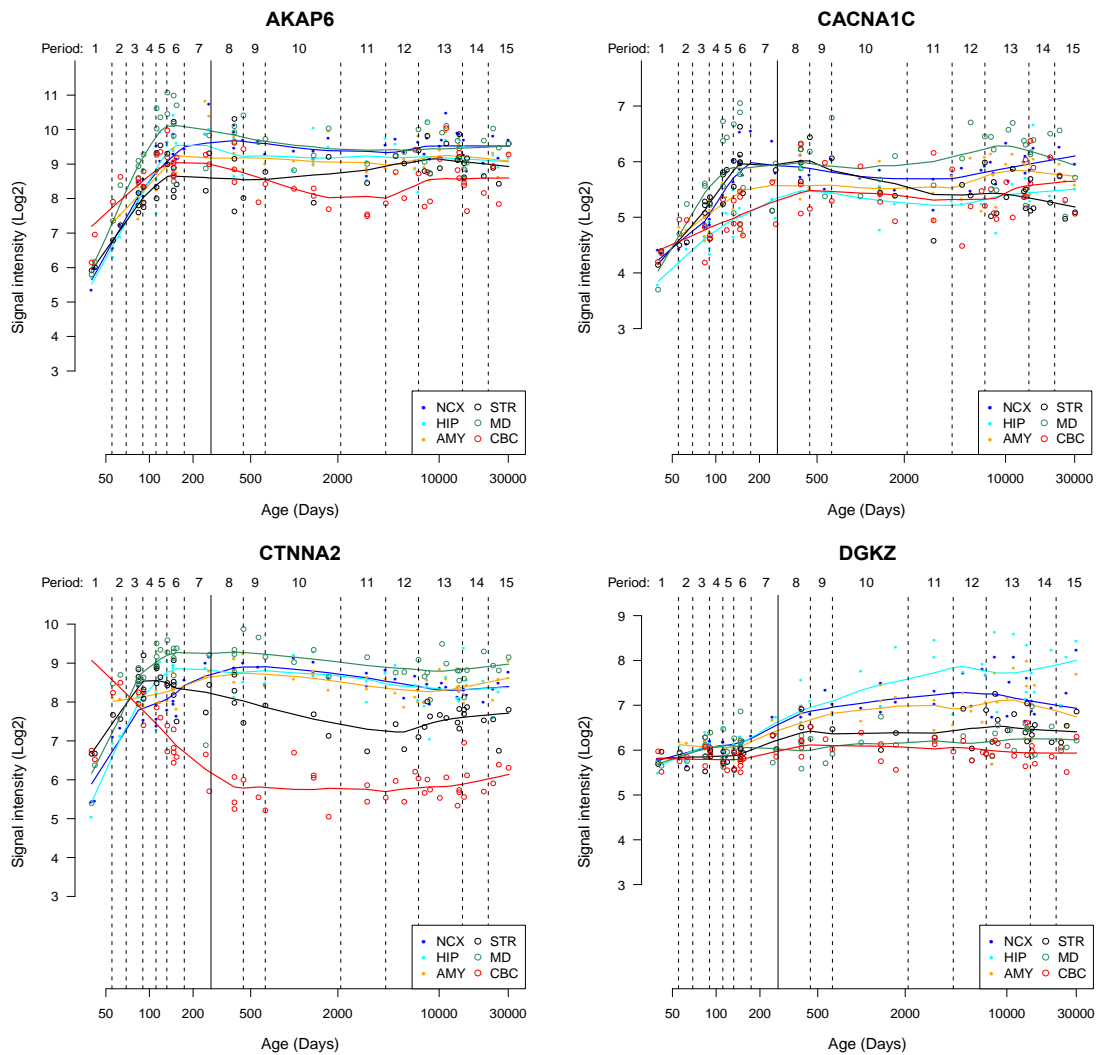 AKAP6
Period: 1 2 3 4 5 6 7 8 9 10 11 12 13 14 15
11
10
9
8
7
6
5
4
3
Signal intensity (Log2)
NCX STR
HIP MD
AMY CBC
50 100 200 500 2000 10000 30000
Age (Days)
CACNA1C
Period: 1 2 3 4 5 6 7 8 9 10 11 12 13 14 15
7
6
5
4
3
Signal intensity (Log2)
NCX STR
HIP MD
AMY CBC
50 100 200 500 2000 10000 30000
Age (Days)
CTNNA2
Period: 1 2 3 4 5 6 7 8 9 10 11 12 13 14 15
10
9
8
7
6
5
4
3
Signal intensity (Log2)
NCX STR
HIP MD
AMY CBC
50 100 200 500 2000 10000 30000
Age (Days)
DGKZ
Period: 1 2 3 4 5 6 7 8 9 10 11 12 13 14 15
9
8
7
6
5
4
3
Signal intensity (Log2)
NCX STR
HIP MD
AMY CBC
50 100 200 500 2000 10000 30000
Age (Days)